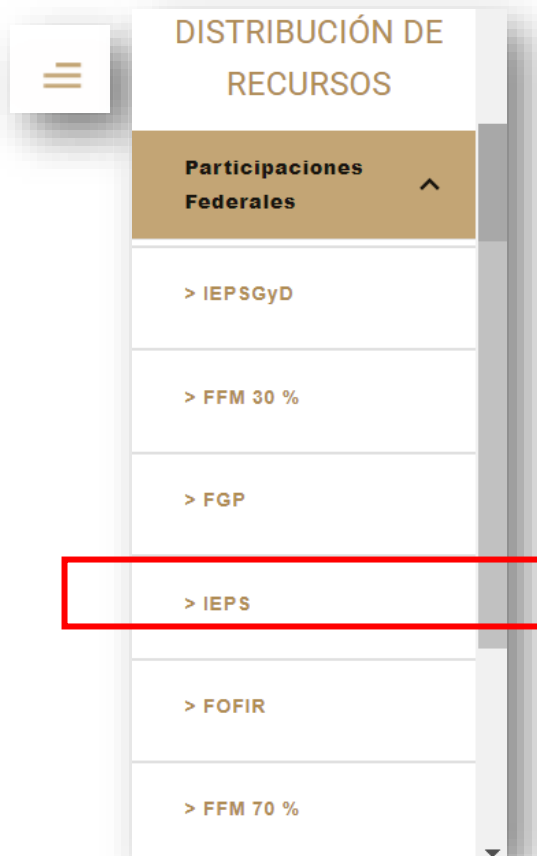 DISTRIBUCIÓN DE
RECURSOS
Participaciones
Federales
> IEPSGyD
> FFM 30 %
> FGP
> IEPS
> FOFIR
> FFM 70 %